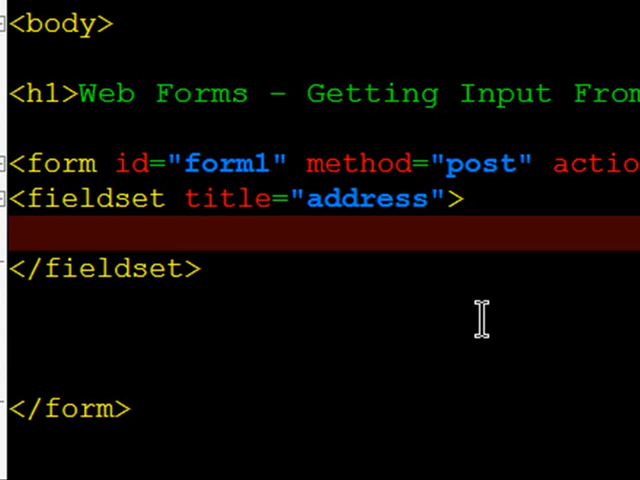 <body>
<h1>Web Forms - Getting Input From
<form id="form1" method="post" actio
<fieldset title="address">
</fieldset>
</form>